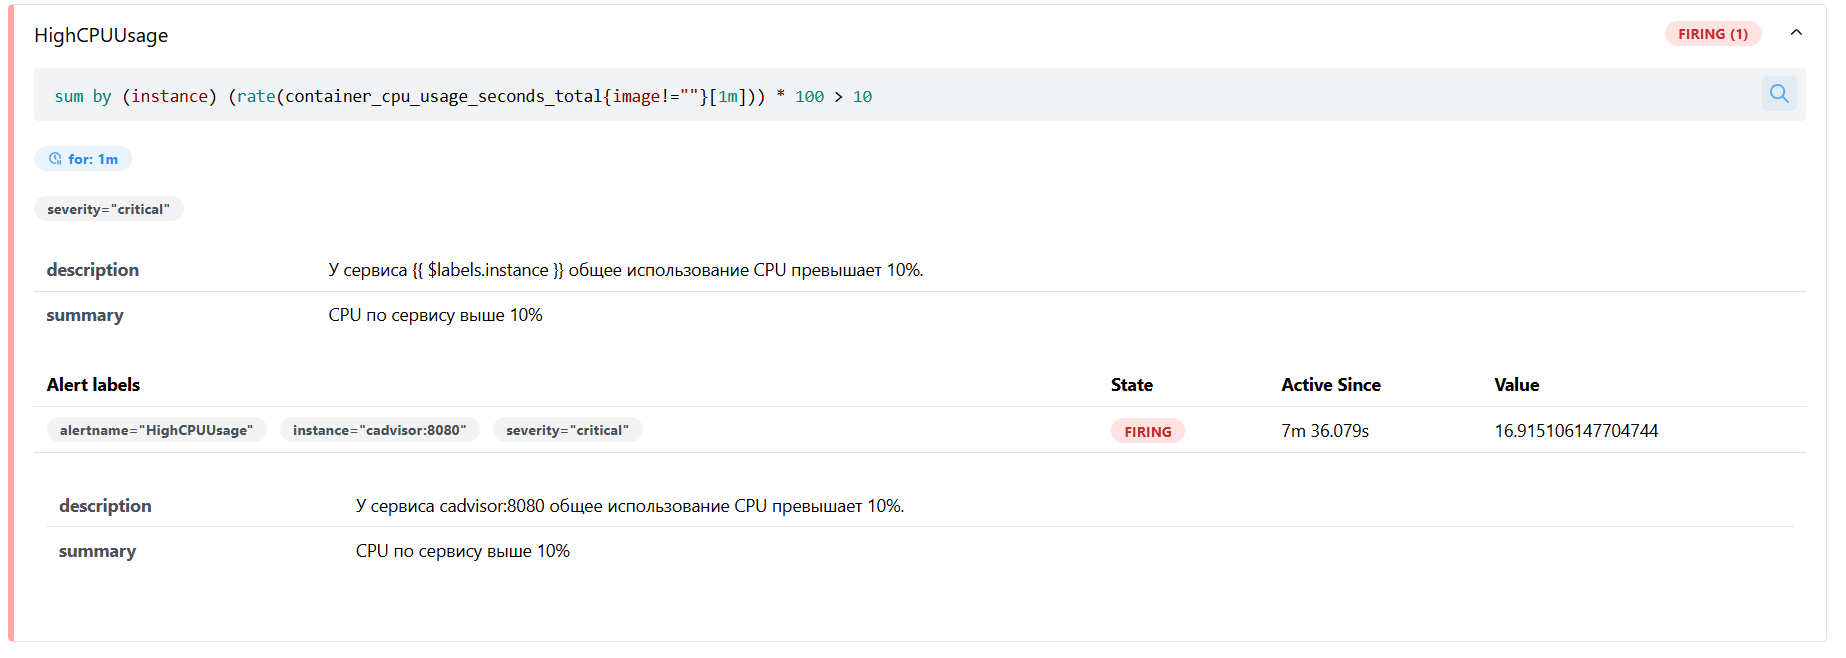 HighCPUUsage FIRING (1)
sum by (instance) (rate(container_cpu_usage_seconds_total{image!=""}[1m])) * 100 > 10
for: 1m
severity="critical"
description У сервиса {{ $labels.instance }} общее использование CPU превышает 10%.
summary CPU по сервису выше 10%
Alert labels State Active Since Value
alertname="HighCPUUsage" instance="cadvisor:8080" severity="critical" FIRING 7m 36.079s 16.915106147704744
description У сервиса cadvisor:8080 общее использование CPU превышает 10%.
summary CPU по сервису выше 10%